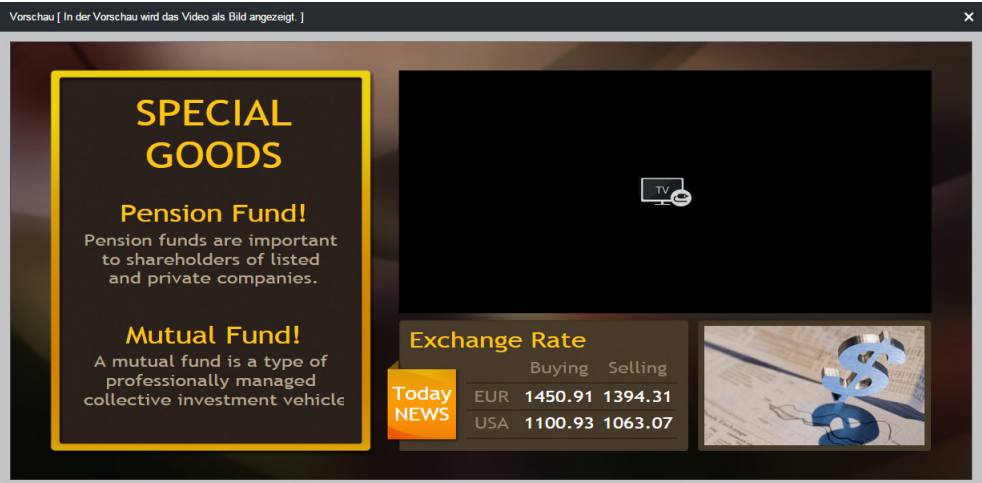 Vorschau [ In der Vorschau wird das Video als Bild angezeigt. ]
SPECIAL
GOODS
Pension Fund!
Pension funds are important
to shareholders of listed
and private companies.
Mutual Fund!
A mutual fund is a type of
professionally managed
collective investment vehicle
TV
Exchange Rate
Buying Selling
Today
NEWS
EUR 1450.91 1394.31
USA 1100.93 1063.07